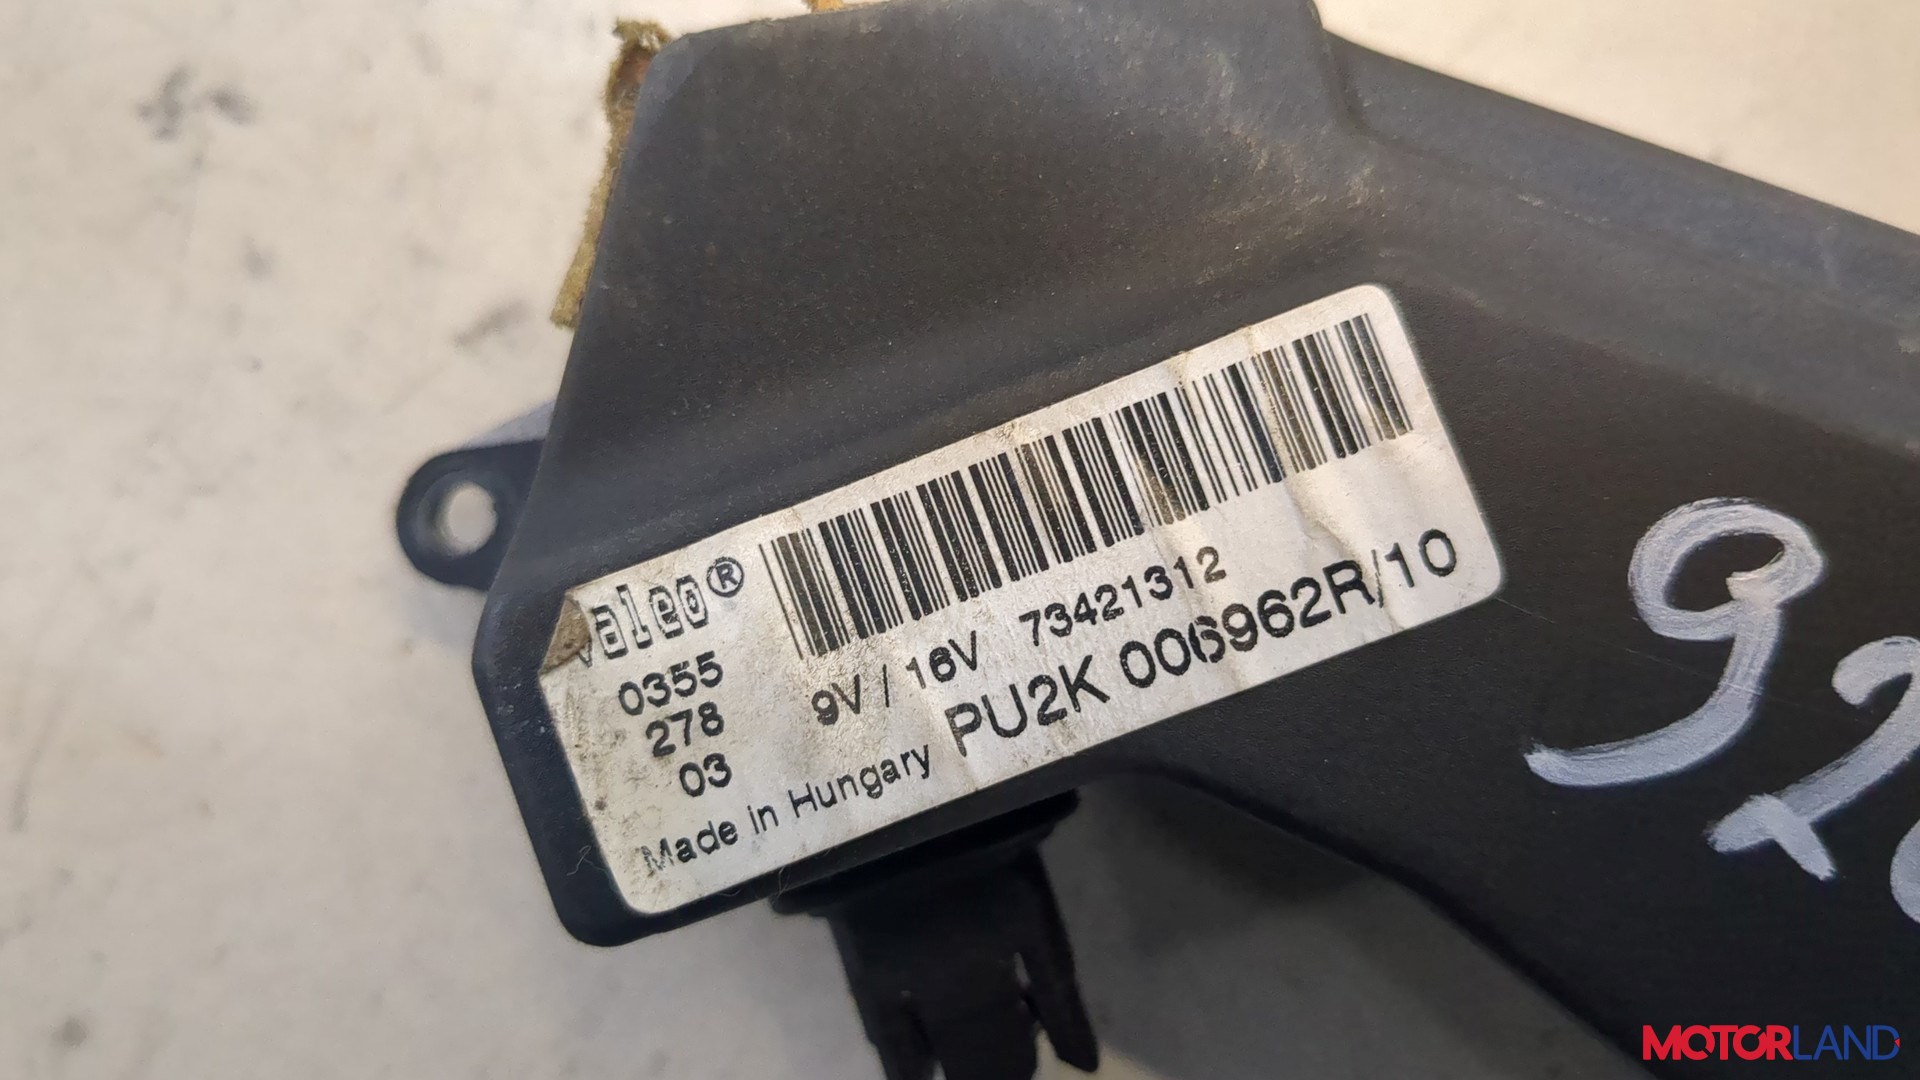 valeo®
0355
278
03
9V / 16V 73421312
Made in Hungary PU2K 006962R/10
MOTORLAND